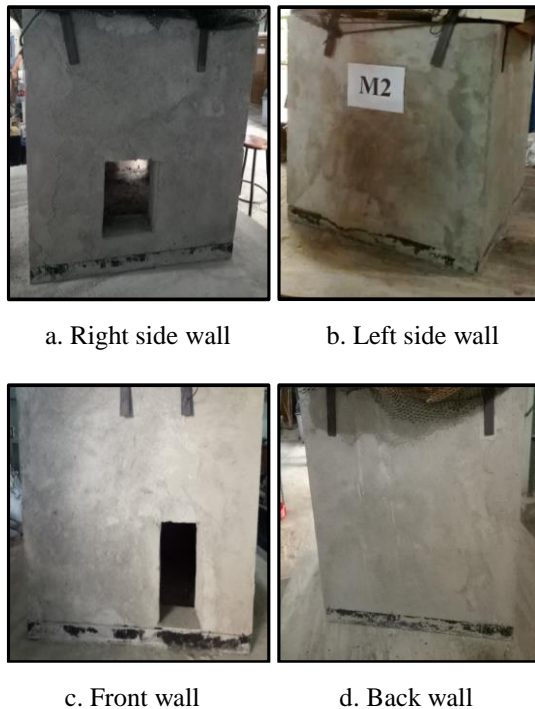 M2
a. Right side wall
b. Left side wall
c. Front wall
d. Back wall